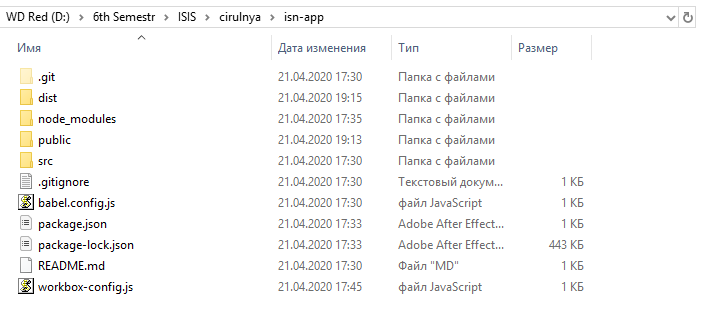 WD Red (D:) > 6th Semestr > ISIS > cirulnya > isn-app
Имя Дата изменения Тип Размер
.git 21.04.2020 17:30 Папка с файлами
dist 21.04.2020 19:15 Папка с файлами
node_modules 21.04.2020 17:35 Папка с файлами
public 21.04.2020 19:13 Папка с файлами
src 21.04.2020 17:30 Папка с файлами
.gitignore 21.04.2020 17:30 Текстовый докум... 1 КБ
babel.config.js 21.04.2020 17:30 файл JavaScript 1 КБ
package.json 21.04.2020 17:33 Adobe After Effect... 1 КБ
package-lock.json 21.04.2020 17:33 Adobe After Effect... 443 КБ
README.md 21.04.2020 17:30 Файл "MD" 1 КБ
workbox-config.js 21.04.2020 17:45 файл JavaScript 1 КБ